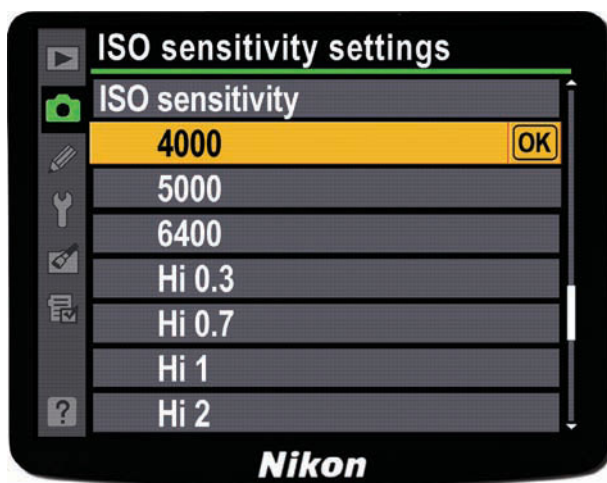 ISO sensitivity settings
ISO sensitivity
4000
OK
5000
6400
Hi 0.3
Hi 0.7
Hi 1
Hi 2
?
Nikon